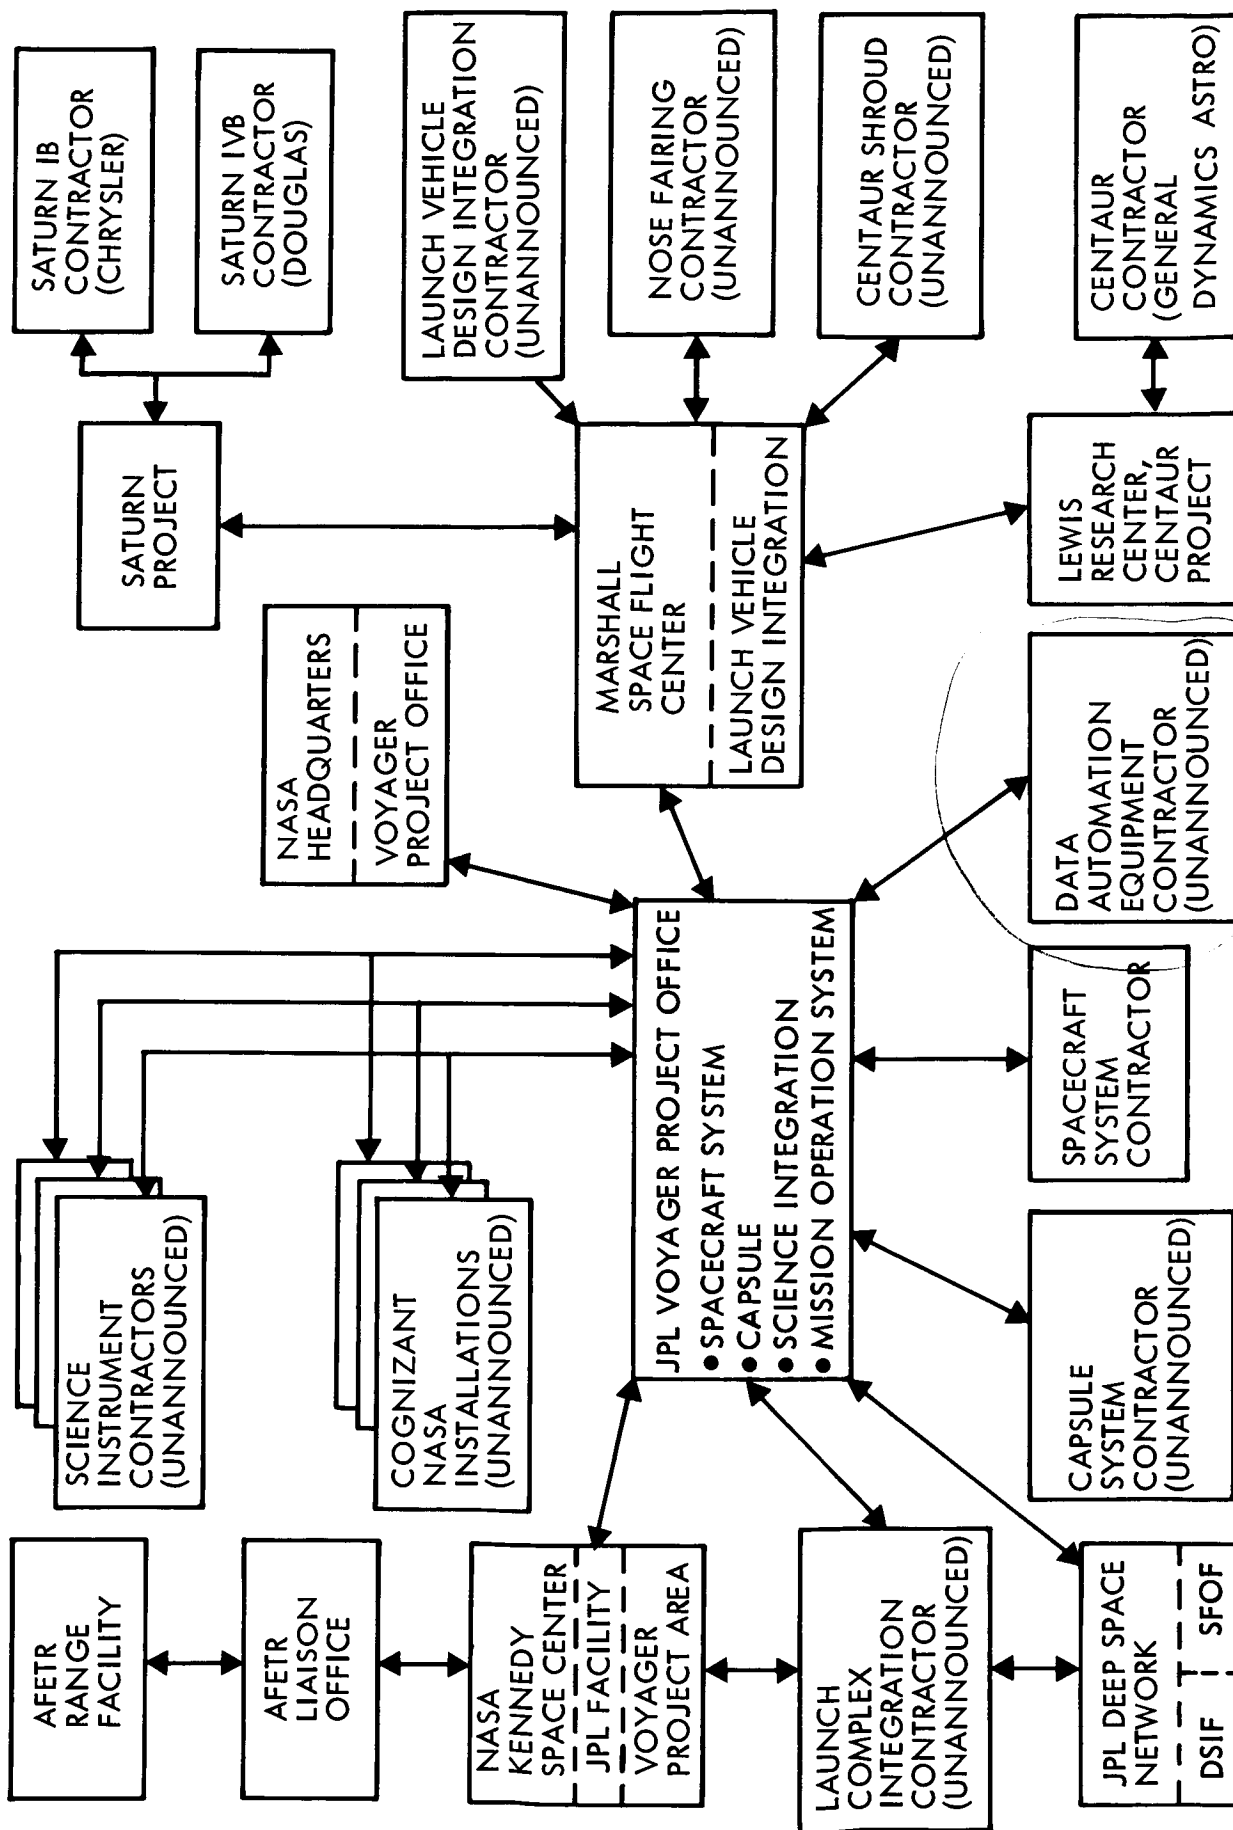 AFETR
RANGE
FACILITY
AFETR
LIAISON
OFFICE
NASA
KENNEDY
SPACE CENTER
JPL FACILITY
VOYAGER
PROJECT AREA
LAUNCH
COMPLEX
INTEGRATION
CONTRACTOR
(UNANNOUNCED)
JPL DEEP SPACE
NETWORK
DSIF
SFOF
SCIENCE
INSTRUMENT
CONTRACTORS
(UNANNOUNCED)
COGNIZANT
NASA
INSTALLATIONS
(UNANNOUNCED)
JPL VOYAGER PROJECT OFFICE
● SPACECRAFT SYSTEM
● CAPSULE
● SCIENCE INTEGRATION
● MISSION OPERATION SYSTEM
CAPSULE
SYSTEM
CONTRACTOR
(UNANNOUNCED)
SPACECRAFT
SYSTEM
CONTRACTOR
DATA
AUTOMATION
EQUIPMENT
CONTRACTOR
(UNANNOUNCED)
NASA
HEADQUARTERS
VOYAGER
PROJECT OFFICE
SATURN
PROJECT
MARSHALL
SPACE FLIGHT
CENTER
LAUNCH VEHICLE
DESIGN INTEGRATION
LEWIS
RESEARCH
CENTER,
CENTAUR
PROJECT
SATURN IB
CONTRACTOR
(CHRYSLER)
SATURN IVB
CONTRACTOR
(DOUGLAS)
LAUNCH VEHICLE
DESIGN INTEGRATION
CONTRACTOR
(UNANNOUNCED)
NOSE FAIRING
CONTRACTOR
(UNANNOUNCED)
CENTAUR SHROUD
CONTRACTOR
(UNANNOUNCED)
CENTAUR
CONTRACTOR
(GENERAL
DYNAMICS ASTRO)